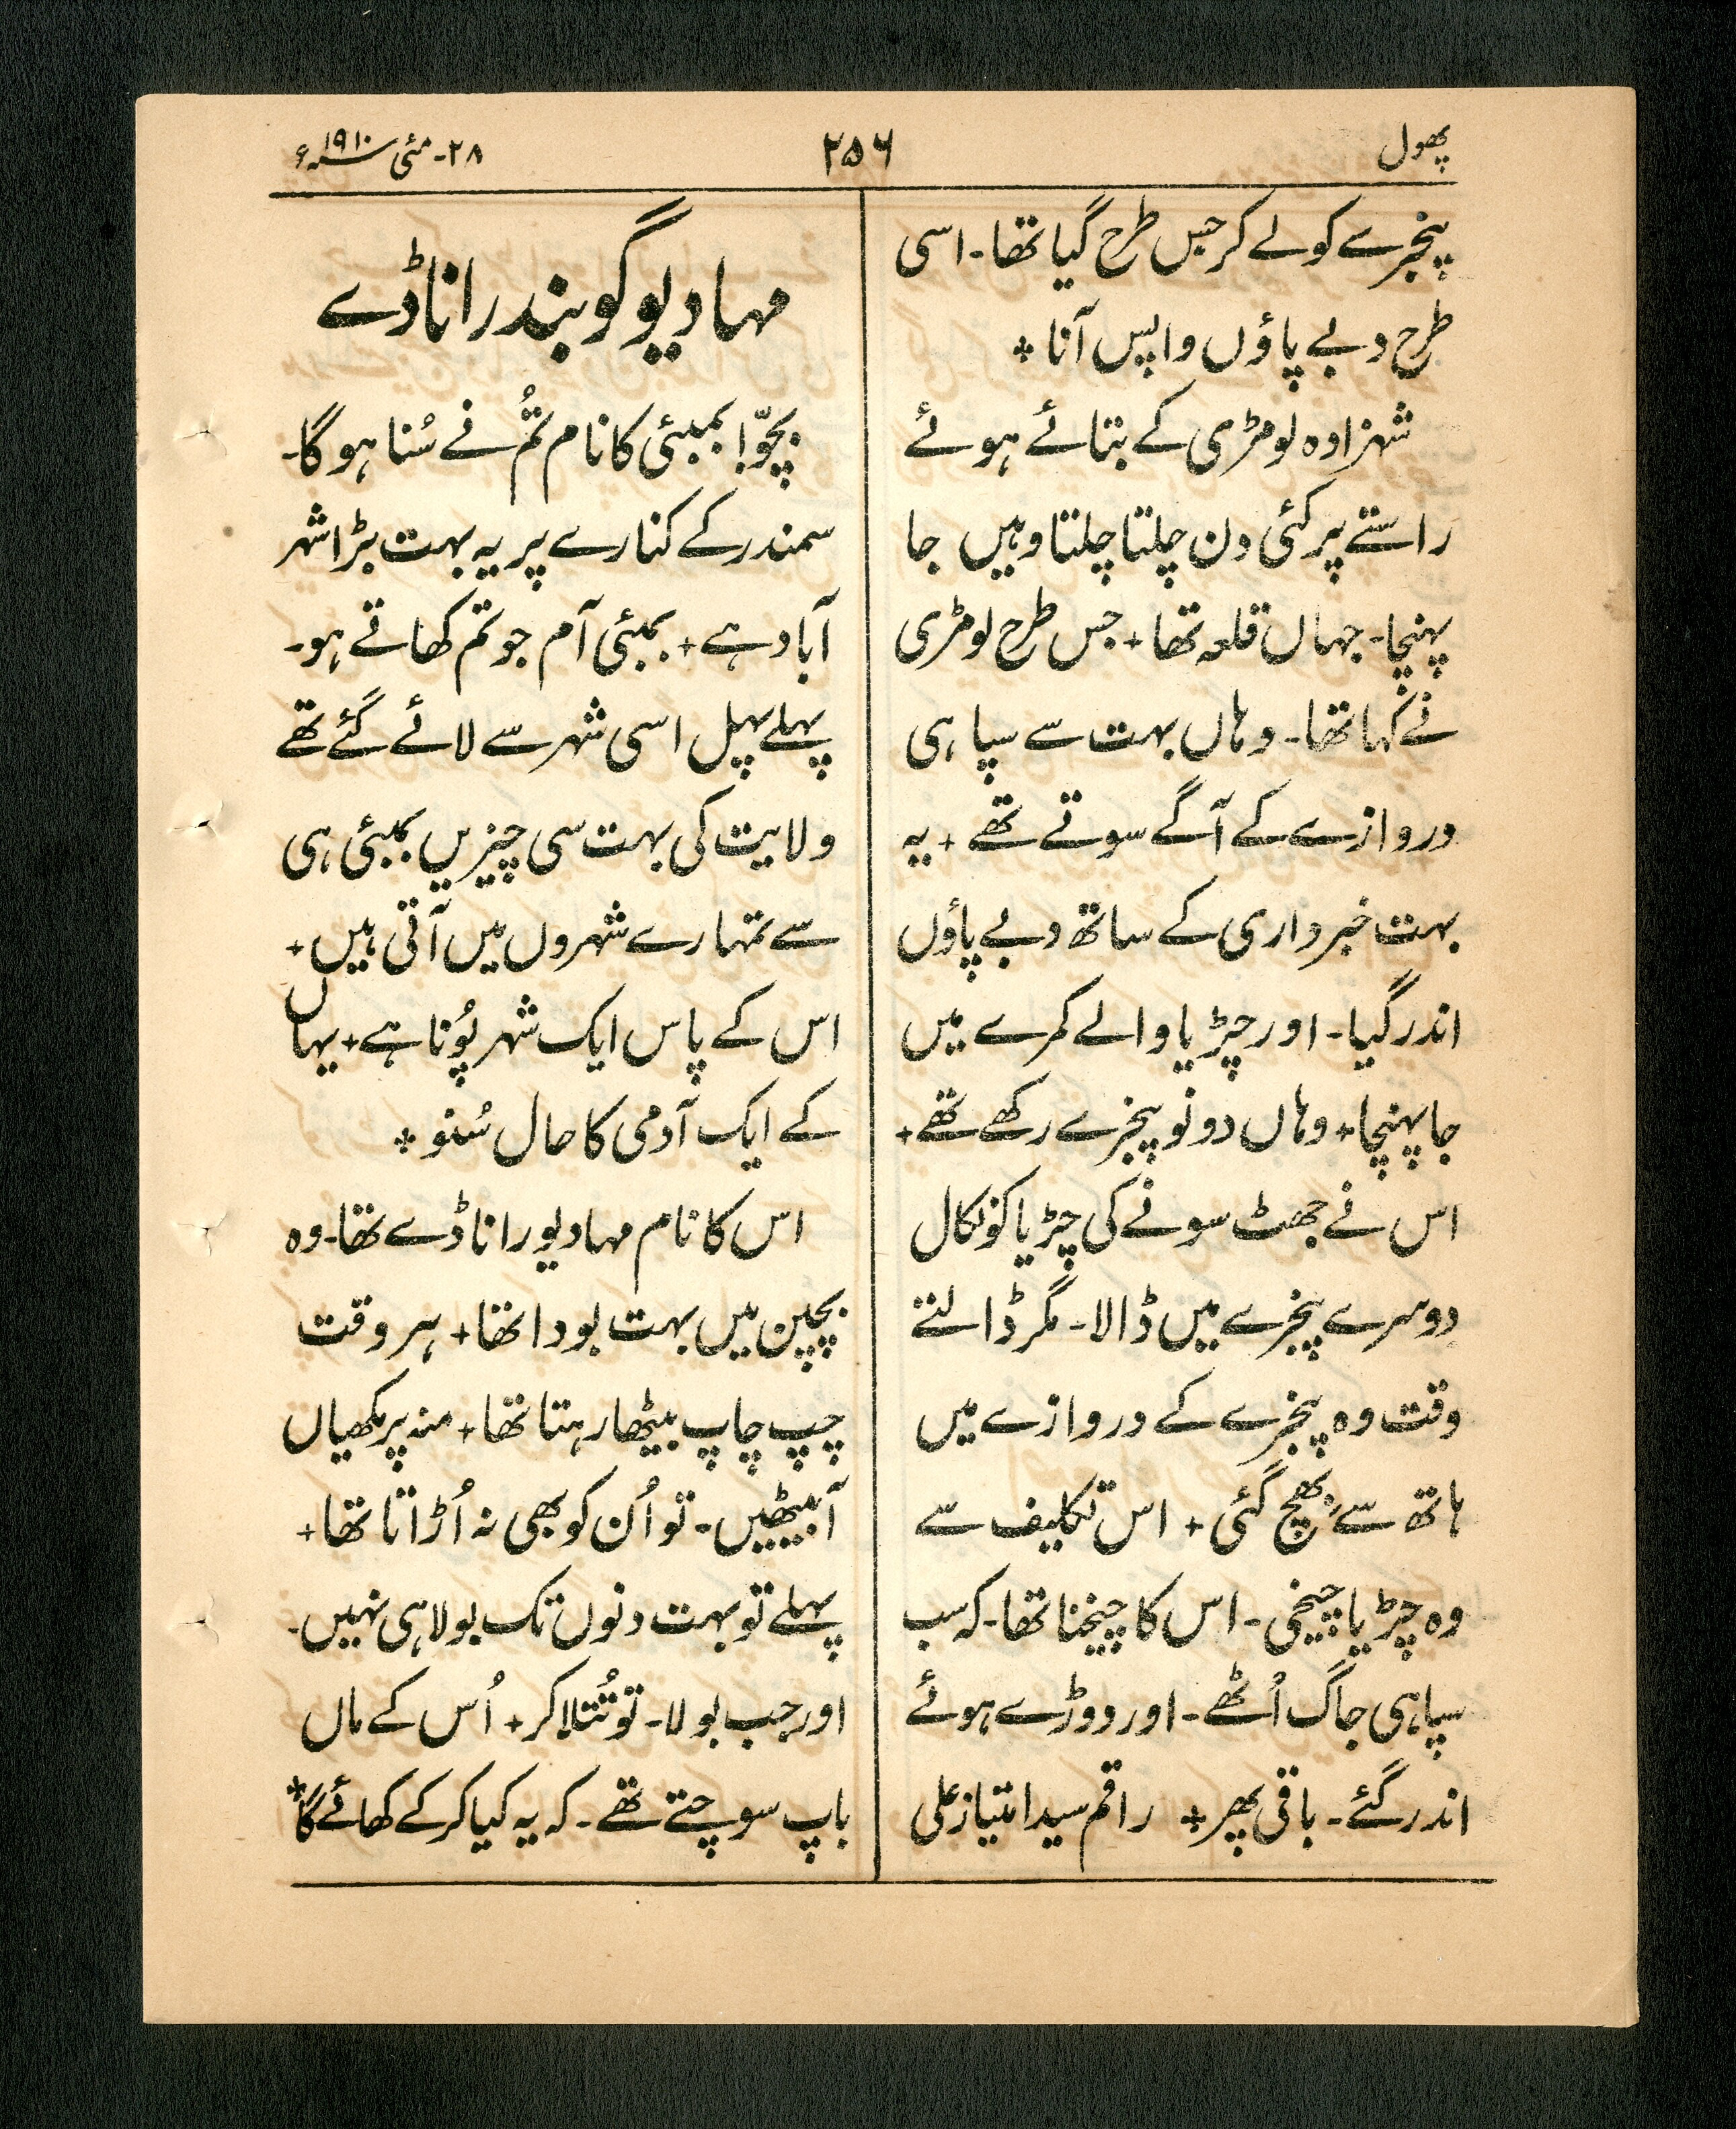 پھول
۲۵۶
۲۸۔ مئی سنہ ۱۹۱۰ء
پنجرے کو لے کر جس طرح گیا تھا۔ اسی
طرح دبے پاؤں واپس آنا ٭
شہزادہ لومڑی کے بتائے ہوئے
راستے پر کئی دن چلتا چلتا وہیں جا
پہنچا۔ جہاں قلعہ تھا + جس طرح لومڑی
نے کہا تھا۔ وہاں بہت سے سپاہی
دروازے کے آگے سوتے تھے + یہ
بہت خبرداری کے ساتھ دبے پاؤں
اندر گیا۔ اور چڑیا والے کمرے میں
جا پہنچا + وہاں دونو پنجرے رکھے تھے +
اس نے جھٹ سونے کی چڑیا کو نکال
دوسرے پنجرے میں ڈالا۔ مگر ڈالتے
وقت وہ پنجرے کے دروازے میں
ہاتھ سے بھچ گئی + اس تکلیف سے
وہ چڑیا چیخی۔ اس کا چیخنا تھا۔ کہ سب
سپاہی جاگ اُٹھے۔ اور دوڑے ہوئے
اندر گئے۔ باقی پھر + راقم سید امتیاز علی
مہادیو گوبند رانا ڈے
بچّو! بمبئی کا نام تُم نے سُنا ہو گا۔
سمندر کے کنارے پر یہ بہت بڑا شہر
آباد ہے + بمبئی آم جو تم کھاتے ہو۔
پہلے پہل اسی شہر سے لائے گئے تھے
ولایت کی بہت سی چیزیں بمبئی ہی
سے تمہارے شہروں میں آتی ہیں +
اس کے پاس ایک شہر پُونا ہے + یہاں
کے ایک آدمی کا حال سُنو ٭
اس کا نام مہادیو رانا ڈے تھا۔ وہ
بچپن میں بہت بودا تھا + ہر وقت
چپ چاپ بیٹھا رہتا تھا + منہ پر مکھیاں
آ بیٹھیں۔ تو اُن کو بھی نہ اُڑاتا تھا +
پہلے تو بہت دنوں تک بولا ہی نہیں۔
اور جب بولا۔ تو تُتلا کر + اُس کے ماں
باپ سوچتے تھے۔ کہ یہ کیا کر کے کھائے گا ٭